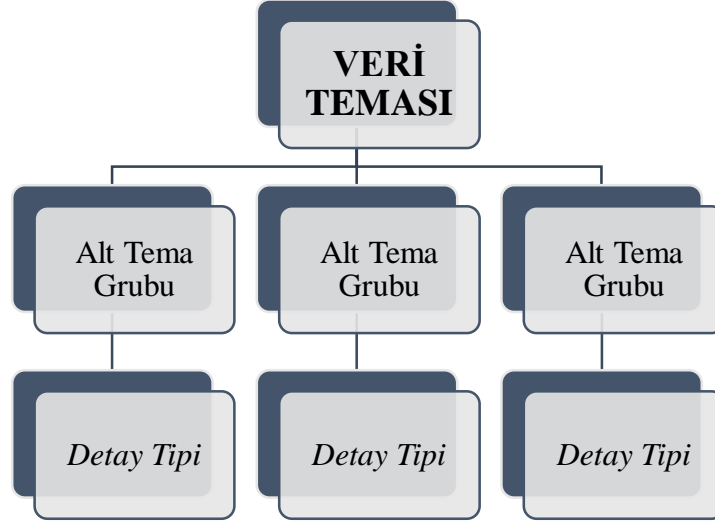 VERİ
TEMASI
Alt Tema
Grubu
Alt Tema
Grubu
Alt Tema
Grubu
Detay Tipi
Detay Tipi
Detay Tipi